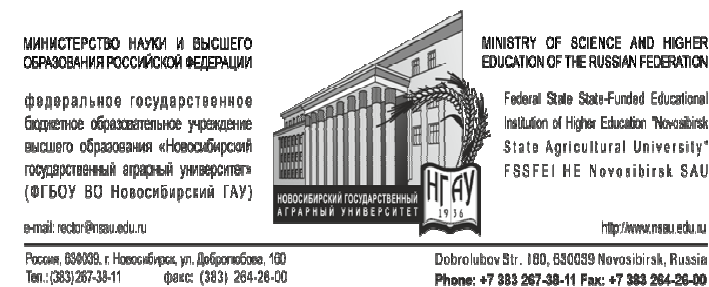 МИНИСТЕРСТВО НАУКИ И ВЫСШЕГО
ОБРАЗОВАНИЯ РОССИЙСКОЙ ФЕДЕРАЦИИ
федеральное государственное
бюджетное образовательное учреждение
высшего образования «Новосибирский
государственный аграрный университет»
(ФГБОУ ВО Новосибирский ГАУ)
e-mail: rector@nsau.edu.ru
НОВОСИБИРСКИЙ ГОСУДАРСТВЕННЫЙ
АГРАРНЫЙ УНИВЕРСИТЕТ
НГАУ
1936
MINISTRY OF SCIENCE AND HIGHER
EDUCATION OF THE RUSSIAN FEDERATION
Federal State State-Funded Educational
Institution of Higher Education "Novosibirsk
State Agricultural University"
FSSFEI HE Novosibirsk SAU
http://www.nsau.edu.ru
Россия, 630039, г. Новосибирск, ул. Добролюбова, 160
Тел.: (383) 267-38-11 факс: (383) 264-26-00
Dobrolubov Str. 160, 630039 Novosibirsk, Russia
Phone: +7 383 267-38-11 Fax: +7 383 264-26-00